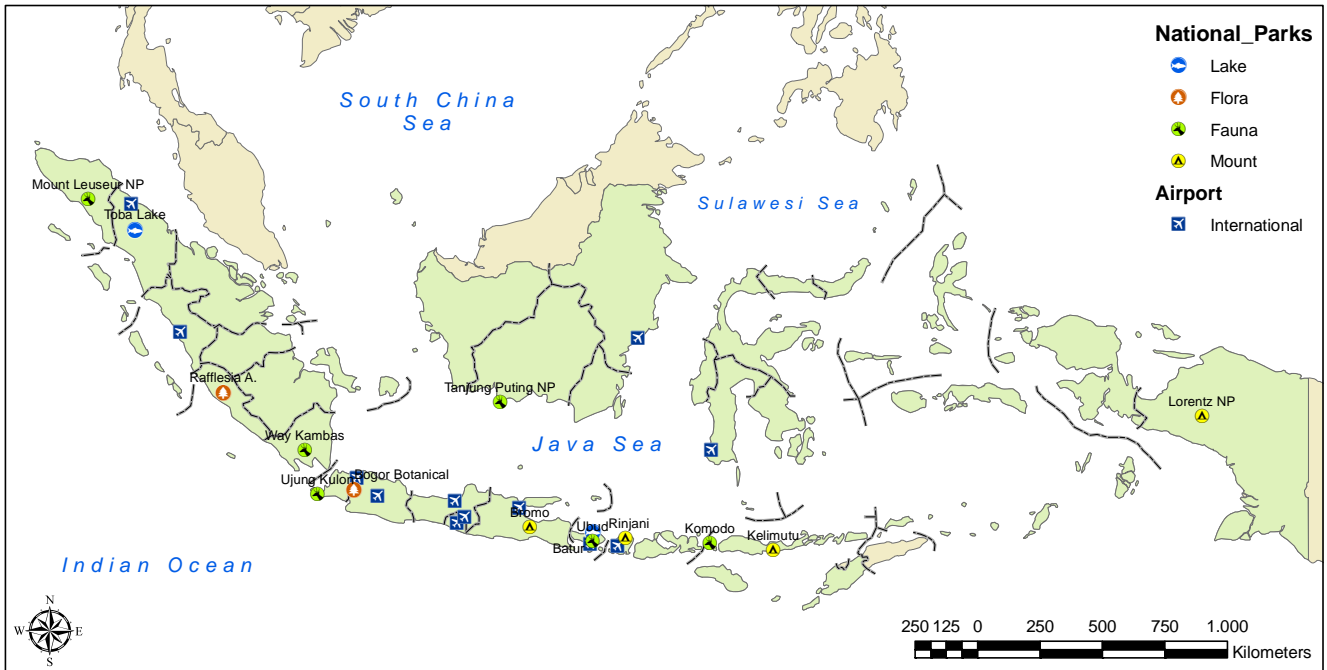 National_Parks
Lake
Flora
Fauna
Mount
Airport
International
South China
Sea
Sulawesi Sea
Mount Leuseur NP
Toba Lake
Rafflesia A.
Tanjung Puting NP
Lorentz NP
Way Kambas
Java Sea
Ujung Kulon
Bogor Botanical
Bromo
Ubud
Rinjani
Batur
Komodo
Kelimutu
Indian Ocean
N
W E
S
250 125 0 250 500 750 1.000
Kilometers